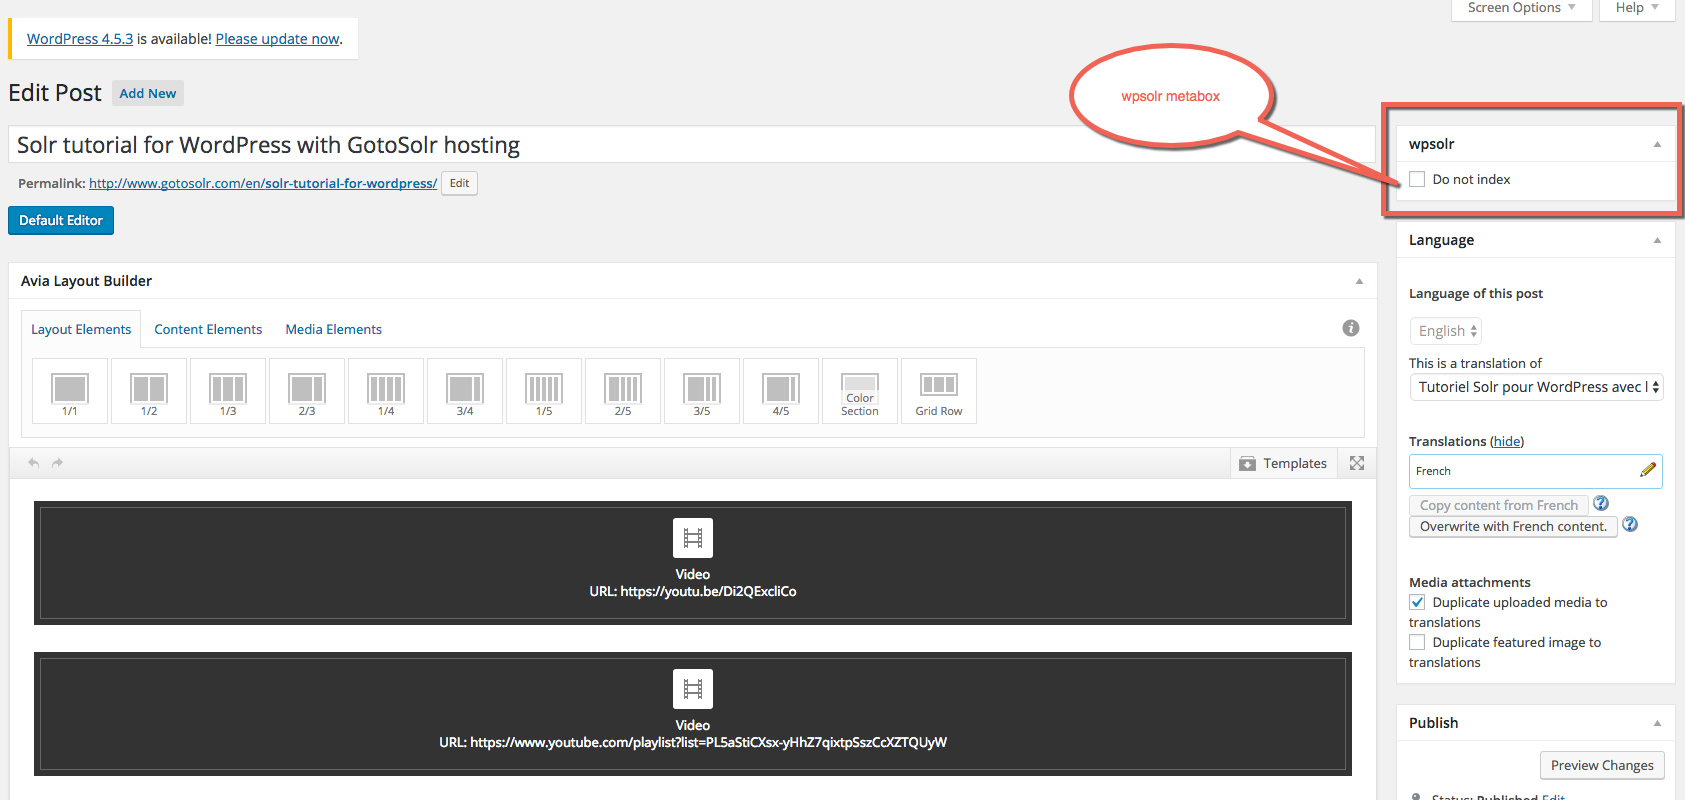 Screen Options
Help
WordPress 4.5.3 is available! Please update now.
Edit Post
Add New
wpsolr metabox
Solr tutorial for WordPress with GotoSolr hosting
Permalink: http://www.gotosolr.com/en/solr-tutorial-for-wordpress/ Edit
Default Editor
Avia Layout Builder
Layout Elements
Content Elements
Media Elements
1/1
1/2
1/3
2/3
1/4
3/4
1/5
2/5
3/5
4/5
Color
Section
Grid Row
Templates
Video
URL: https://youtu.be/Di2QExcliCo
Video
URL: https://www.youtube.com/playlist?list=PL5aStiCXsx-yHhZ7qixtpSszCcXZTQUyW
wpsolr
Do not index
Language
Language of this post
English
This is a translation of
Tutoriel Solr pour WordPress avec l
Translations (hide)
French
Copy content from French
Overwrite with French content.
Media attachments
Duplicate uploaded media to
translations
Duplicate featured image to
translations
Publish
Preview Changes
Status: Published Edit